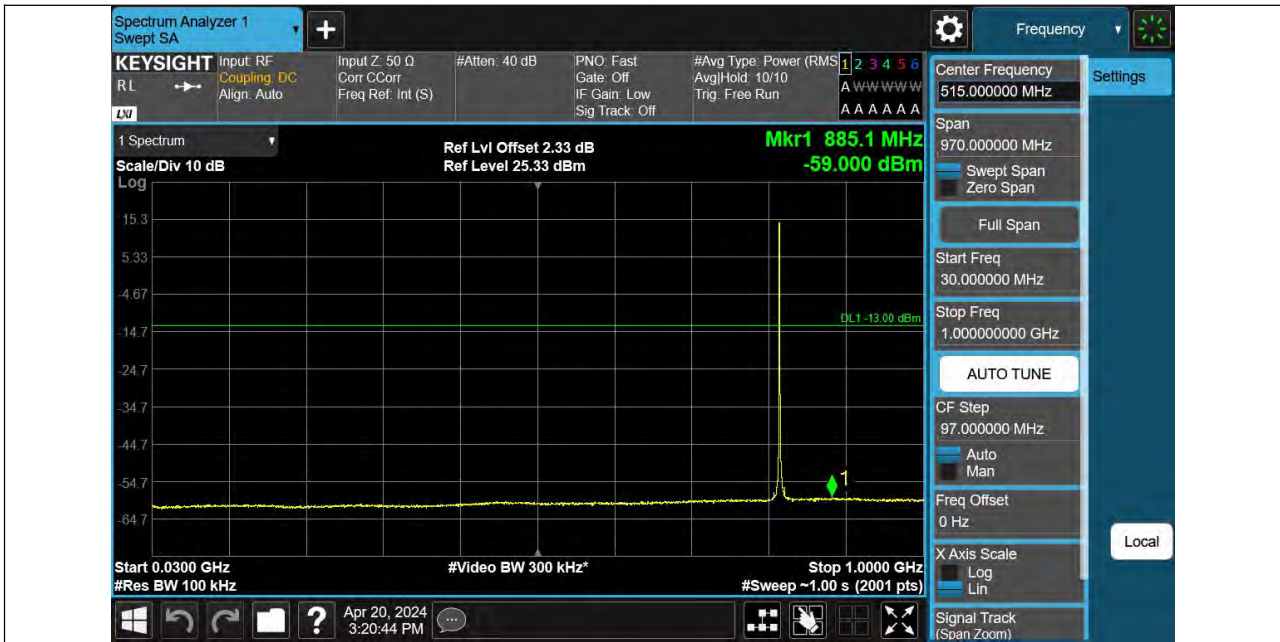 Spectrum Analyzer 1
Swept SA
+
Frequency
KEYSIGHT
R L
LXI
Input: RF
Coupling: DC
Align: Auto
Input Z: 50 Ω
Corr CCorr
Freq Ref: Int (S)
#Atten: 40 dB
PNO: Fast
Gate: Off
IF Gain: Low
Sig Track: Off
#Avg Type: Power (RMS
Avg|Hold: 10/10
Trig: Free Run
1 2 3 4 5 6
A W W W W W
A A A A A A
1 Spectrum
Scale/Div 10 dB
Log
Ref Lvl Offset 2.33 dB
Ref Level 25.33 dBm
Mkr1 885.1 MHz
-59.000 dBm
15.3
5.33
-4.67
-14.7
-24.7
-34.7
-44.7
-54.7
-64.7
DL1 -13.00 dBm
1
Start 0.0300 GHz
#Res BW 100 kHz
#Video BW 300 kHz*
Stop 1.0000 GHz
#Sweep ~1.00 s (2001 pts)
?
Apr 20, 2024
3:20:44 PM
Center Frequency
515.000000 MHz
Span
970.000000 MHz
Swept Span
Zero Span
Full Span
Start Freq
30.000000 MHz
Stop Freq
1.000000000 GHz
AUTO TUNE
CF Step
97.000000 MHz
Auto
Man
Freq Offset
0 Hz
X Axis Scale
Log
Lin
Signal Track
(Span Zoom)
Settings
Local